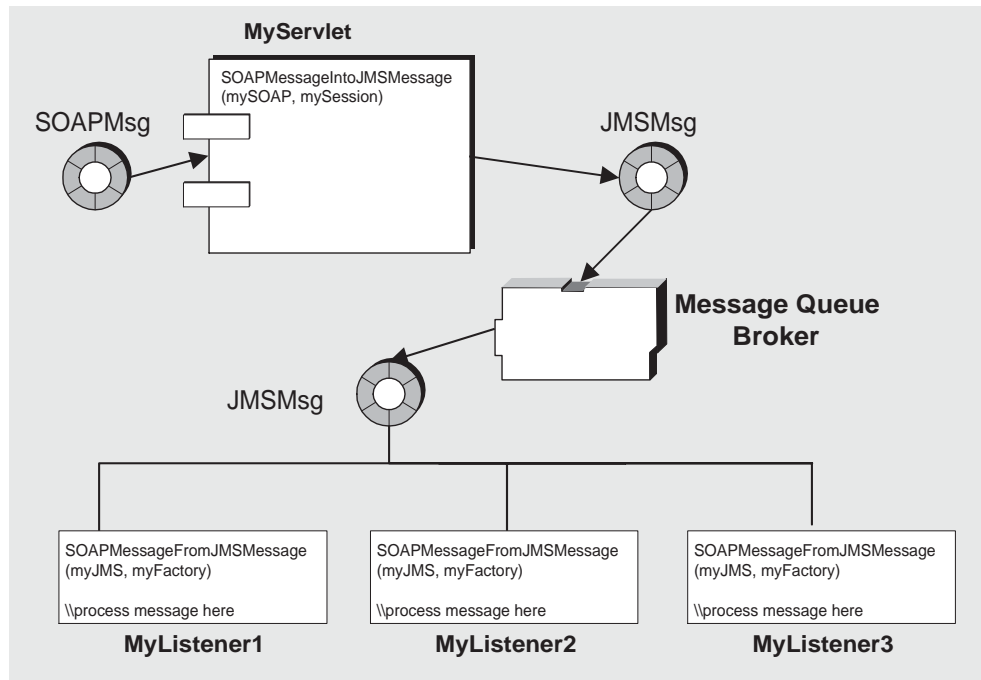 MyServlet
SOAPMessageIntoJMSMessage
(mySOAP, mySession)
SOAPMsg
JMSMsg
Message Queue
Broker
JMSMsg
SOAPMessageFromJMSMessage
(myJMS, myFactory)
\\process message here
MyListener1
SOAPMessageFromJMSMessage
(myJMS, myFactory)
\\process message here
MyListener2
SOAPMessageFromJMSMessage
(myJMS, myFactory)
\\process message here
MyListener3